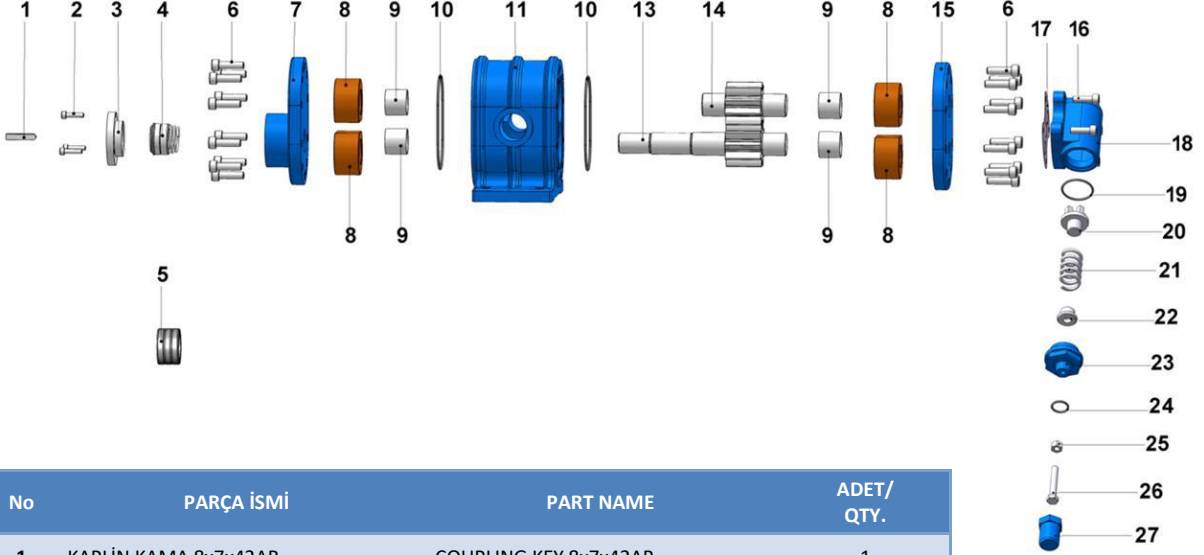 1 2 3 4 6 7 8 9 10 11 10 13 14 9 8 15 6
17 16
18
19
8 9 9 8 20
5 21
22
23
24
25
No PARÇA İSMİ PART NAME ADET/
QTY.
26
27
1 KAPLİN KAMA 8x7x42AB COUPLING KEY 8x7x42AB 1